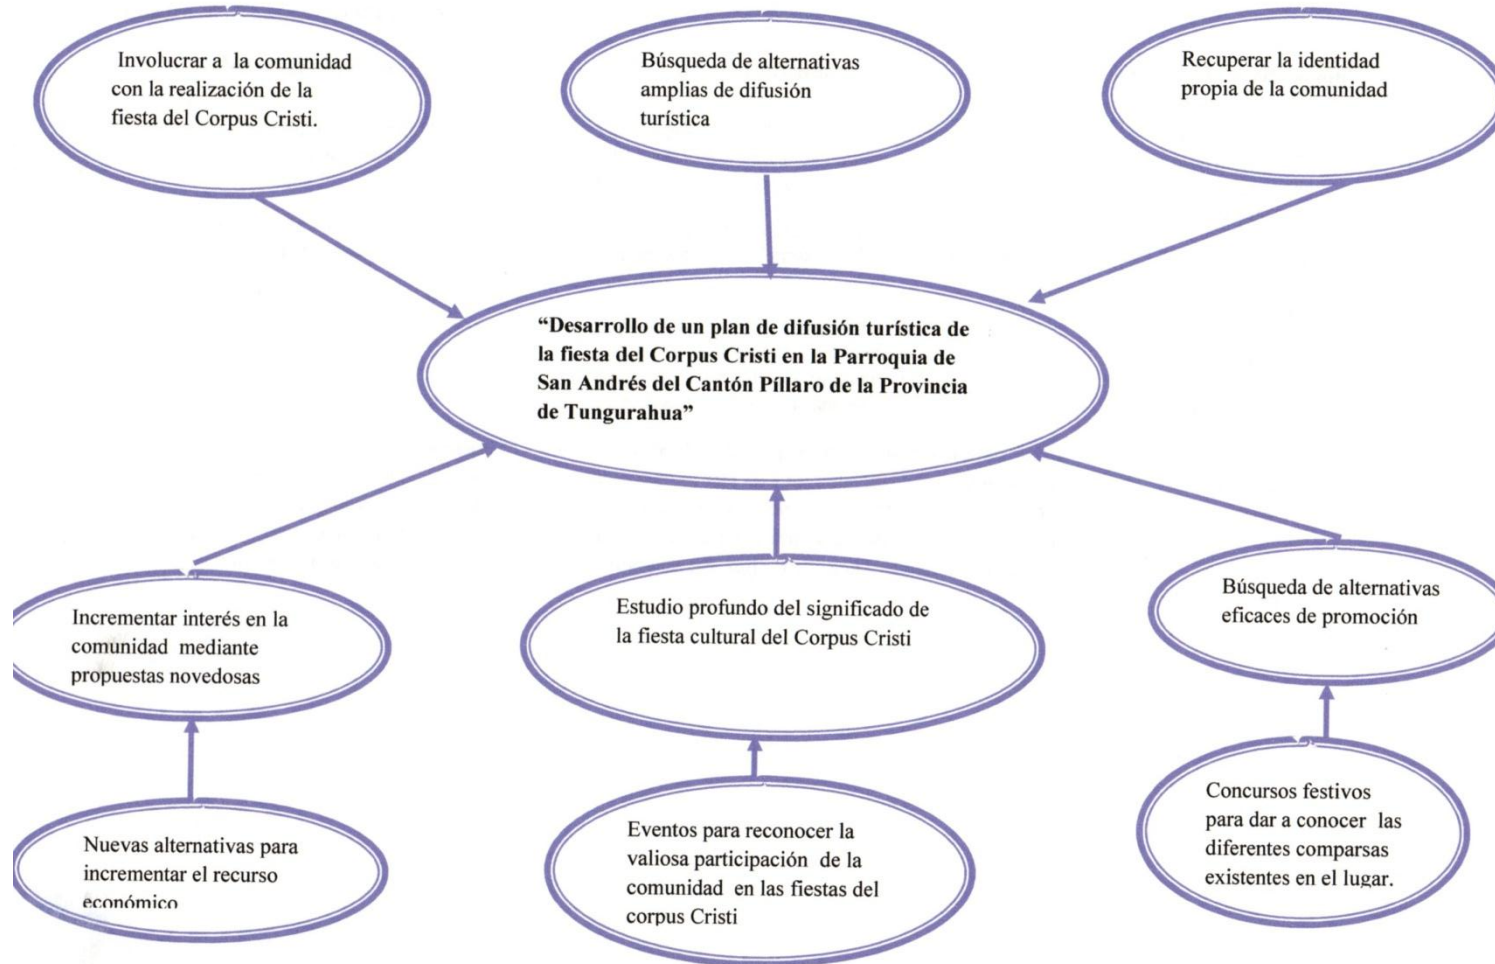 Involucrar a la comunidad
con la realización de la
fiesta del Corpus Cristi.
Búsqueda de alternativas
amplias de difusión
turística
Recuperar la identidad
propia de la comunidad
“Desarrollo de un plan de difusión turística de
la fiesta del Corpus Cristi en la Parroquia de
San Andrés del Cantón Píllaro de la Provincia
de Tungurahua”
Incrementar interés en la
comunidad mediante
propuestas novedosas
Estudio profundo del significado de
la fiesta cultural del Corpus Cristi
Búsqueda de alternativas
eficaces de promoción
Nuevas alternativas para
incrementar el recurso
económico
Eventos para reconocer la
valiosa participación de la
comunidad en las fiestas del
corpus Cristi
Concursos festivos
para dar a conocer las
diferentes comparsas
existentes en el lugar.